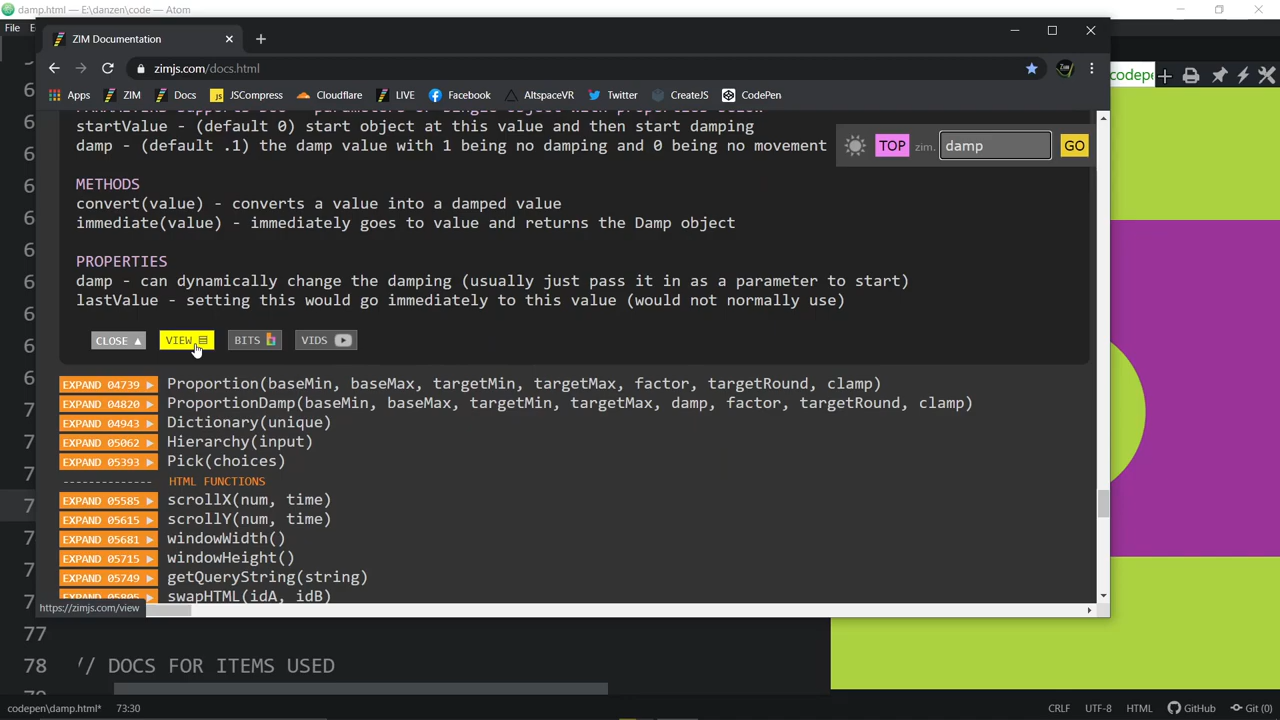 damp.html — E:\danzen\code — Atom
File
ZIM Documentation
zimjs.com/docs.html
Apps ZIM Docs JSCompress Cloudflare LIVE Facebook AltspaceVR Twitter CreateJS CodePen
codepe
startValue - (default 0) start object at this value and then start damping
damp - (default .1) the damp value with 1 being no damping and 0 being no movement
TOP zim. damp GO
METHODS
convert(value) - converts a value into a damped value
immediate(value) - immediately goes to value and returns the Damp object
PROPERTIES
damp - can dynamically change the damping (usually just pass it in as a parameter to start)
lastValue - setting this would go immediately to this value (would not normally use)
CLOSE ▲ VIEW BITS VIDS
EXPAND 04739 ▶ Proportion(baseMin, baseMax, targetMin, targetMax, factor, targetRound, clamp)
EXPAND 04820 ▶ ProportionDamp(baseMin, baseMax, targetMin, targetMax, damp, factor, targetRound, clamp)
EXPAND 04943 ▶ Dictionary(unique)
EXPAND 05062 ▶ Hierarchy(input)
EXPAND 05393 ▶ Pick(choices)
-------------- HTML FUNCTIONS
EXPAND 05585 ▶ scrollX(num, time)
EXPAND 05615 ▶ scrollY(num, time)
EXPAND 05681 ▶ windowWidth()
EXPAND 05715 ▶ windowHeight()
EXPAND 05749 ▶ getQueryString(string)
EXPAND 05805 ▶ swapHTML(idA, idB)
https://zimjs.com/view
77
78 // DOCS FOR ITEMS USED
codepen\damp.html* 73:30 CRLF UTF-8 HTML GitHub Git (0)